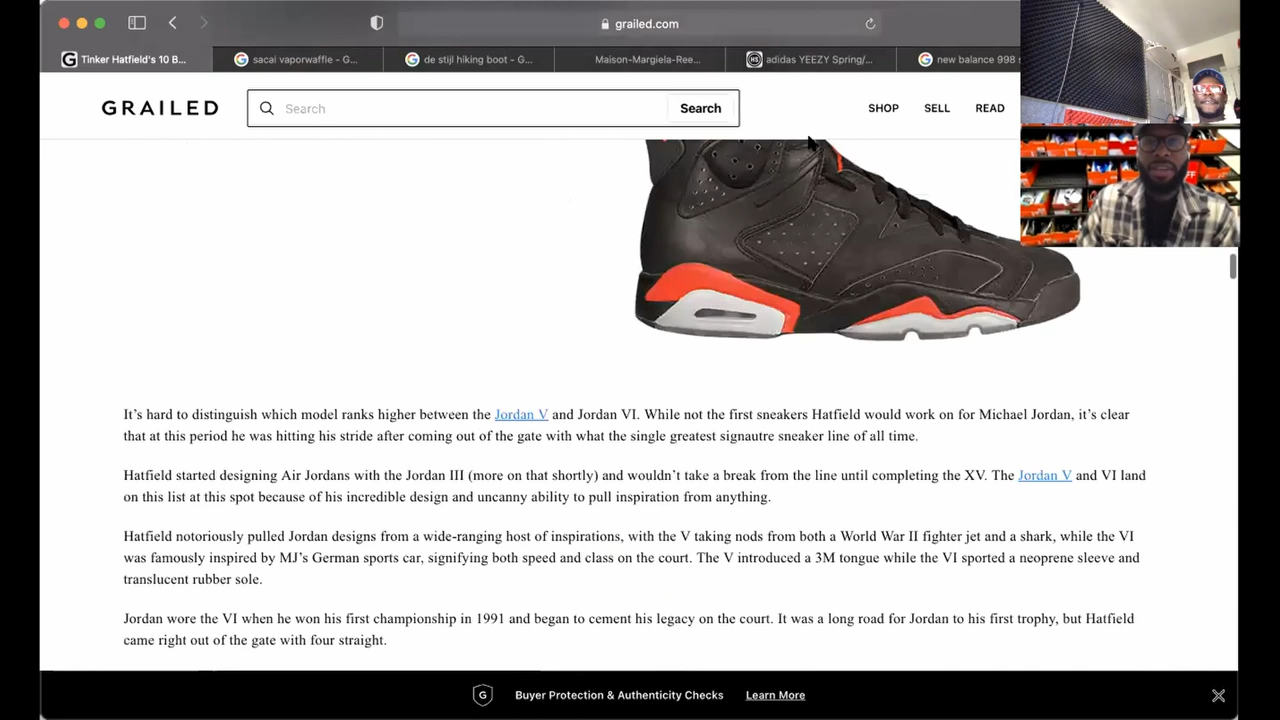 grailed.com
Tinker Hatfield's 10 B...
sacai vaporwaffle - G...
de stijl hiking boot - G...
Maison-Margiela-Ree...
adidas YEEZY Spring/...
new balance 998 s
GRAILED
Search
Search
SHOP
SELL
READ
It's hard to distinguish which model ranks higher between the Jordan V and Jordan VI. While not the first sneakers Hatfield would work on for Michael Jordan, it's clear
that at this period he was hitting his stride after coming out of the gate with what the single greatest signautre sneaker line of all time.
Hatfield started designing Air Jordans with the Jordan III (more on that shortly) and wouldn't take a break from the line until completing the XV. The Jordan V and VI land
on this list at this spot because of his incredible design and uncanny ability to pull inspiration from anything.
Hatfield notoriously pulled Jordan designs from a wide-ranging host of inspirations, with the V taking nods from both a World War II fighter jet and a shark, while the VI
was famously inspired by MJ's German sports car, signifying both speed and class on the court. The V introduced a 3M tongue while the VI sported a neoprene sleeve and
translucent rubber sole.
Jordan wore the VI when he won his first championship in 1991 and began to cement his legacy on the court. It was a long road for Jordan to his first trophy, but Hatfield
came right out of the gate with four straight.
G
Buyer Protection & Authenticity Checks
Learn More